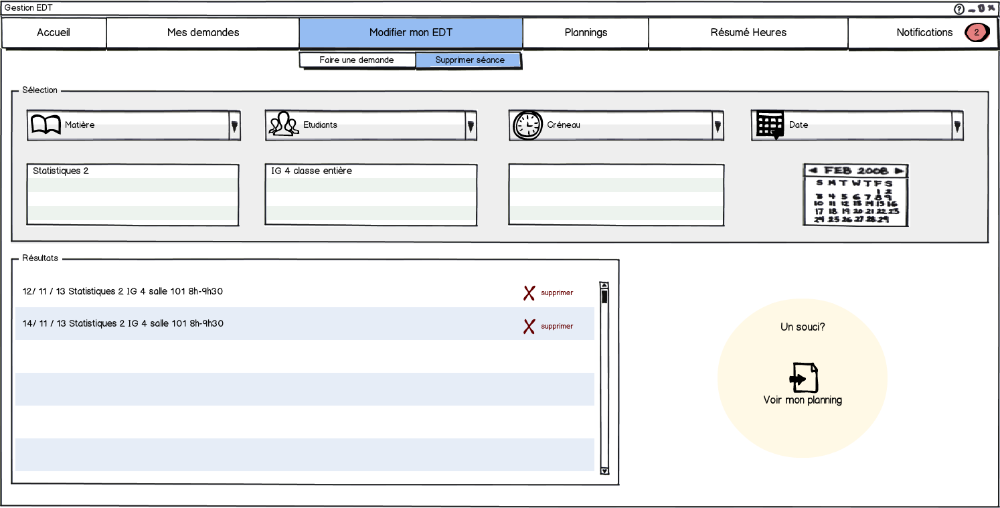 Gestion EDT
?
Accueil
Mes demandes
Modifier mon EDT
Plannings
Résumé Heures
Notifications
2
Faire une demande
Supprimer séance
Sélection
Matière
Etudiants
Créneau
Date
Statistiques 2
IG 4 classe entière
FEB 2008
S M T W T F S
1 2
3 4 5 6 7 8 9
10 11 12 13 14 15 16
17 18 19 20 21 22 23
24 25 26 27 28 29
Résultats
12/ 11 / 13 Statistiques 2 IG 4 salle 101 8h-9h30
supprimer
14/ 11 / 13 Statistiques 2 IG 4 salle 101 8h-9h30
supprimer
Un souci?
Voir mon planning